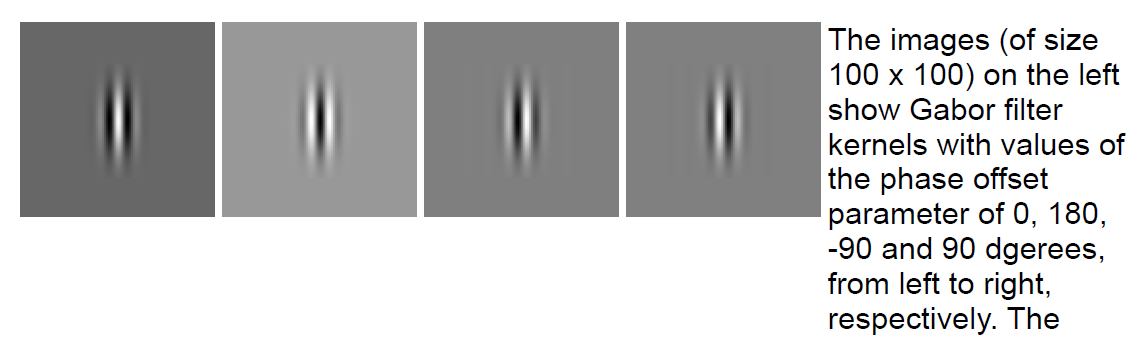 The images (of size
100 x 100) on the left
show Gabor filter
kernels with values of
the phase offset
parameter of 0, 180,
-90 and 90 dgerees,
from left to right,
respectively. The